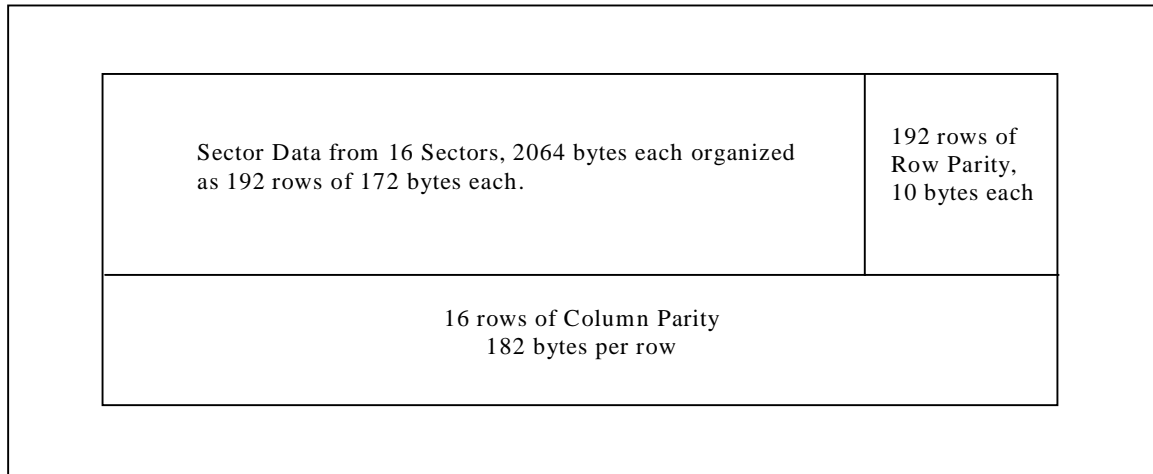 Sector Data from 16 Sectors, 2064 bytes each organized
as 192 rows of 172 bytes each.
192 rows of
Row Parity,
10 bytes each
16 rows of Column Parity
182 bytes per row